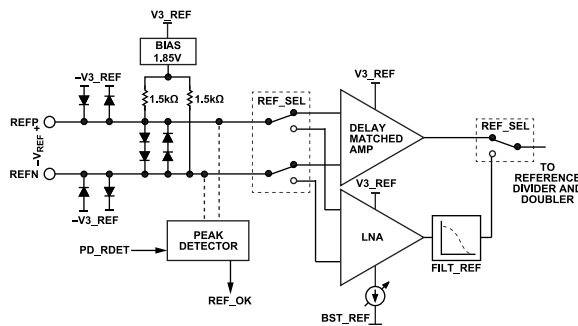 V3_REF
BIAS
1.85V
–V3_REF
1.5kΩ
1.5kΩ
REFP
+
–VREF
REFN
–V3_REF
PEAK
DETECTOR
PD_RDET
REF_OK
REF_SEL
V3_REF
DELAY
MATCHED
AMP
V3_REF
LNA
BST_REF
FILT_REF
REF_SEL
TO
REFERENCE
DIVIDER AND
DOUBLER